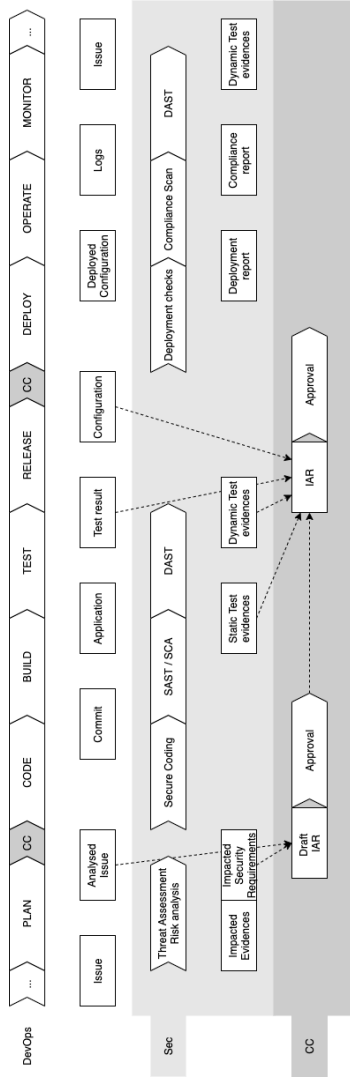 DevOps
...
PLAN
CC
CODE
BUILD
TEST
RELEASE
CC
DEPLOY
OPERATE
MONITOR
...
Issue
Analysed
Issue
Commit
Application
Test result
Configuration
Deployed
Configuration
Logs
Issue
Sec
Threat Assessment
Risk analysis
Secure Coding
SAST / SCA
DAST
Deployment checks
Compliance Scan
DAST
Impacted
Evidences
Impacted
Security
Requirements
Static Test
evidences
Dynamic Test
evidences
Deployment
report
Compliance
report
Dynamic Test
evidences
CC
Draft
IAR
Approval
IAR
Approval